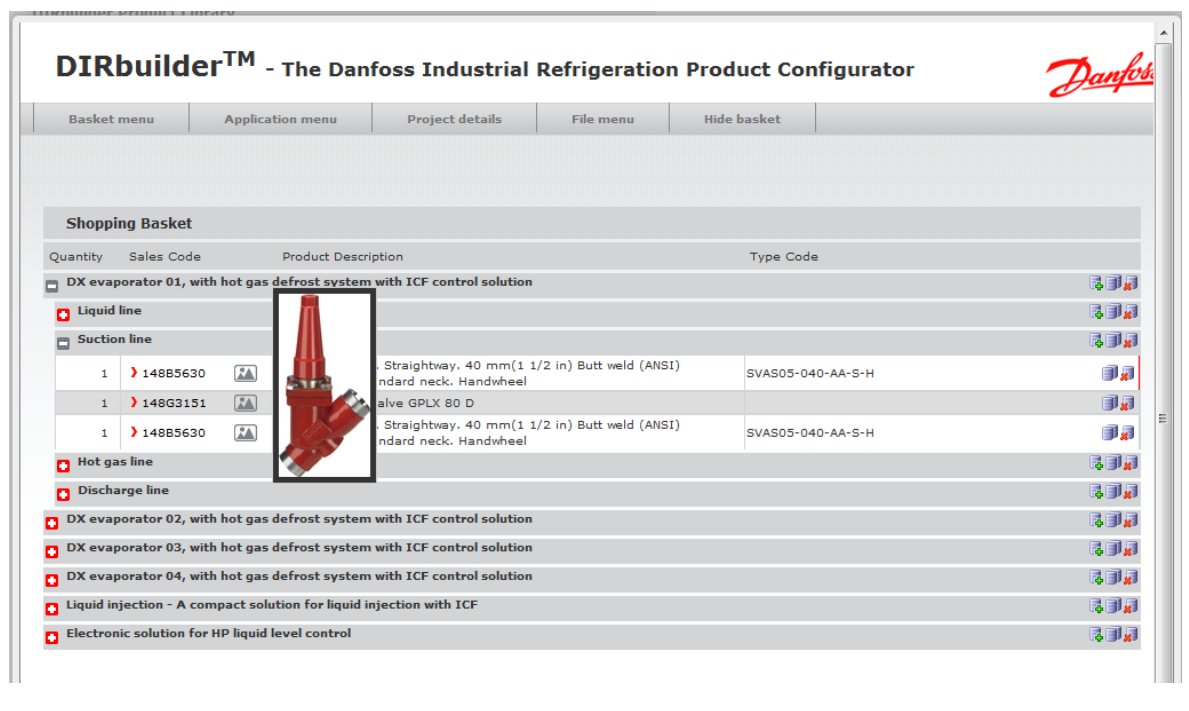 DIRbuilder Product Library
DIRbuilder™ - The Danfoss Industrial Refrigeration Product Configurator
Danfoss
Basket menu Application menu Project details File menu Hide basket
Shopping Basket
Quantity Sales Code Product Description Type Code
DX evaporator 01, with hot gas defrost system with ICF control solution
Liquid line
Suction line
1 148B5630 . Straightway. 40 mm(1 1/2 in) Butt weld (ANSI) SVAS05-040-AA-S-H
ndard neck. Handwheel
1 148G3151 alve GPLX 80 D
1 148B5630 . Straightway. 40 mm(1 1/2 in) Butt weld (ANSI) SVAS05-040-AA-S-H
ndard neck. Handwheel
Hot gas line
Discharge line
DX evaporator 02, with hot gas defrost system with ICF control solution
DX evaporator 03, with hot gas defrost system with ICF control solution
DX evaporator 04, with hot gas defrost system with ICF control solution
Liquid injection - A compact solution for liquid injection with ICF
Electronic solution for HP liquid level control